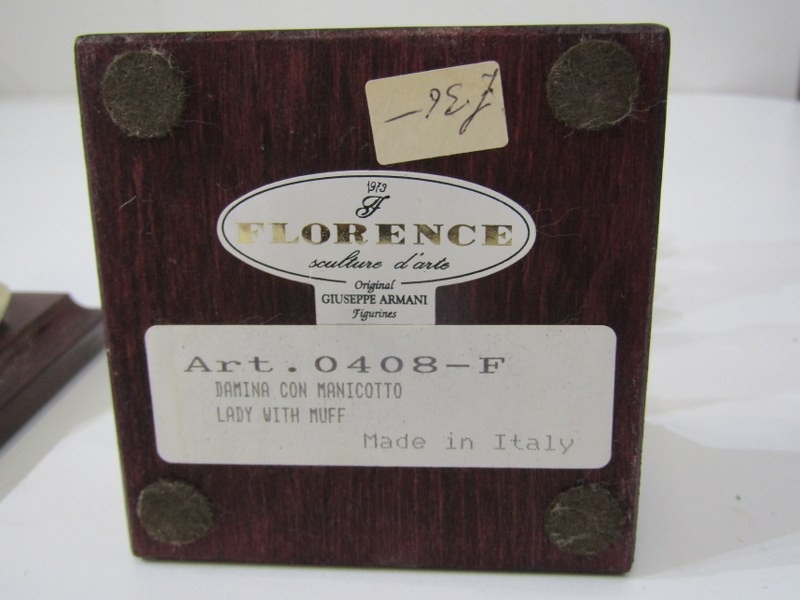 £.36-
1973
FLORENCE
sculture d'arte
Original
GIUSEPPE ARMANI
Figurines
Art.0408-F
DAMINA CON MANICOTTO
LADY WITH MUFF
Made in Italy